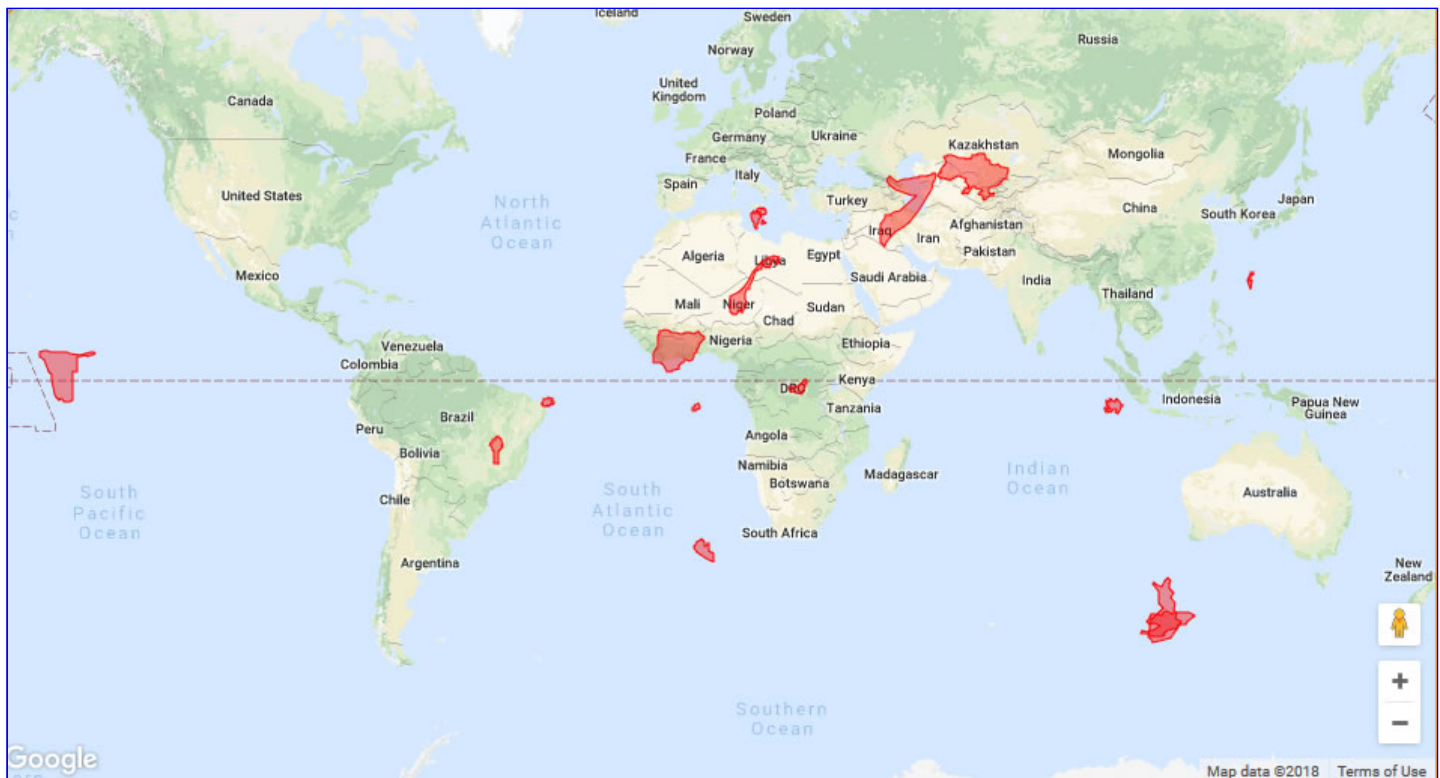 Iceland
Sweden
Norway
Russia
United
Kingdom
Canada
Poland
Germany
Ukraine
France
Kazakhstan
Mongolia
Italy
Spain
United States
North
Atlantic
Ocean
Turkey
China
Japan
South Korea
Afghanistan
Iraq
Iran
Pakistan
Algeria
Libya
Egypt
Saudi Arabia
Mexico
India
Thailand
Mali
Niger
Sudan
Chad
Venezuela
Nigeria
Ethiopia
Colombia
DRC
Kenya
Indonesia
Papua New
Guinea
Brazil
Tanzania
Peru
Angola
Bolivia
Namibia
Botswana
Madagascar
Indian
Ocean
South
Pacific
Ocean
Chile
South
Atlantic
Ocean
Australia
South Africa
Argentina
New
Zealand
Southern
Ocean
+
−
Google
Map data ©2018 Terms of Use